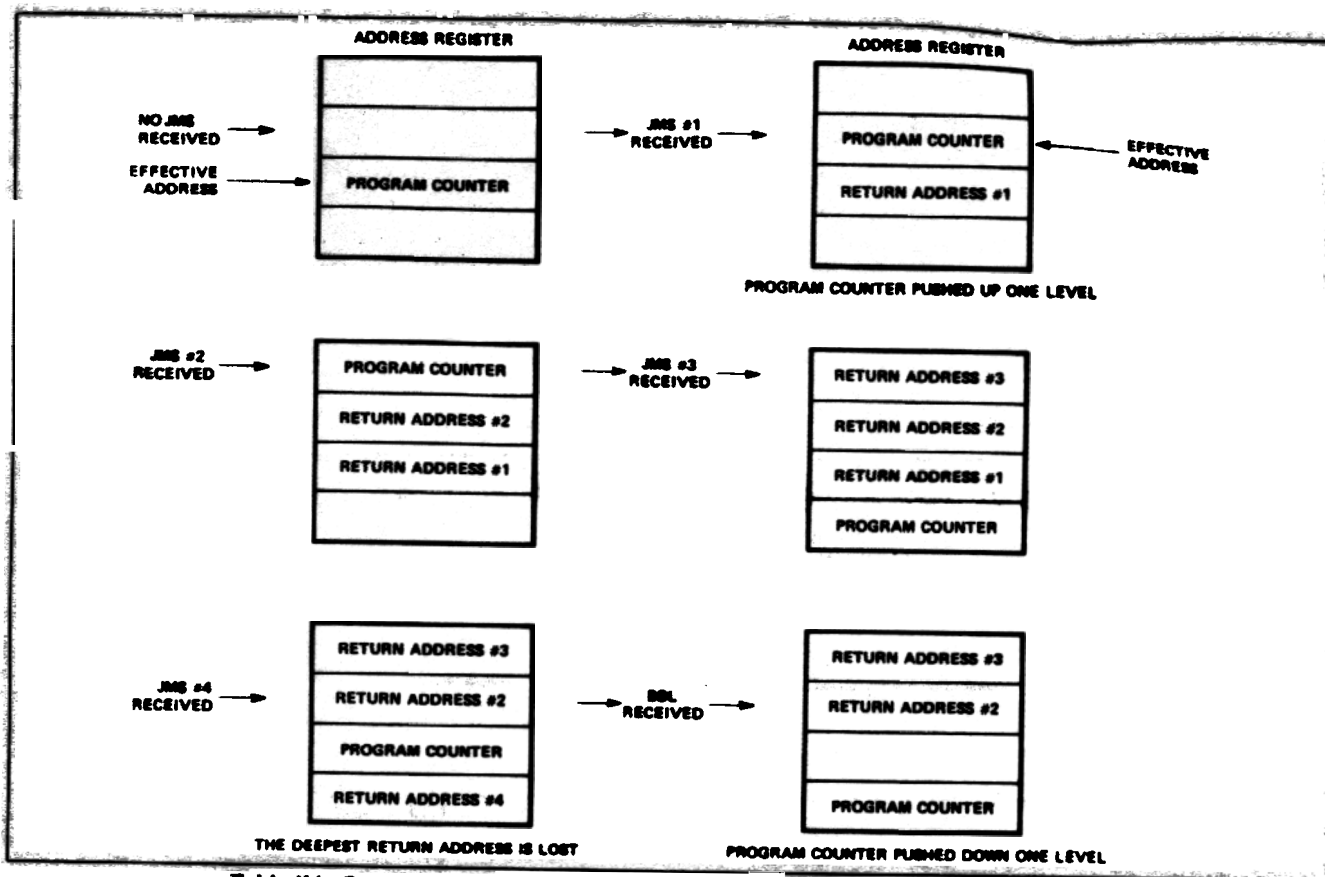 ADDRESS REGISTER
ADDRESS REGISTER
NO JMS
RECEIVED
EFFECTIVE
ADDRESS
PROGRAM COUNTER
JMS #1
RECEIVED
PROGRAM COUNTER
RETURN ADDRESS #1
EFFECTIVE
ADDRESS
PROGRAM COUNTER PUSHED UP ONE LEVEL
JMS #2
RECEIVED
PROGRAM COUNTER
RETURN ADDRESS #2
RETURN ADDRESS #1
JMS #3
RECEIVED
RETURN ADDRESS #3
RETURN ADDRESS #2
RETURN ADDRESS #1
PROGRAM COUNTER
JMS #4
RECEIVED
RETURN ADDRESS #3
RETURN ADDRESS #2
PROGRAM COUNTER
RETURN ADDRESS #4
THE DEEPEST RETURN ADDRESS IS LOST
RECEIVED
RETURN ADDRESS #3
RETURN ADDRESS #2
PROGRAM COUNTER
PROGRAM COUNTER PUSHED DOWN ONE LEVEL